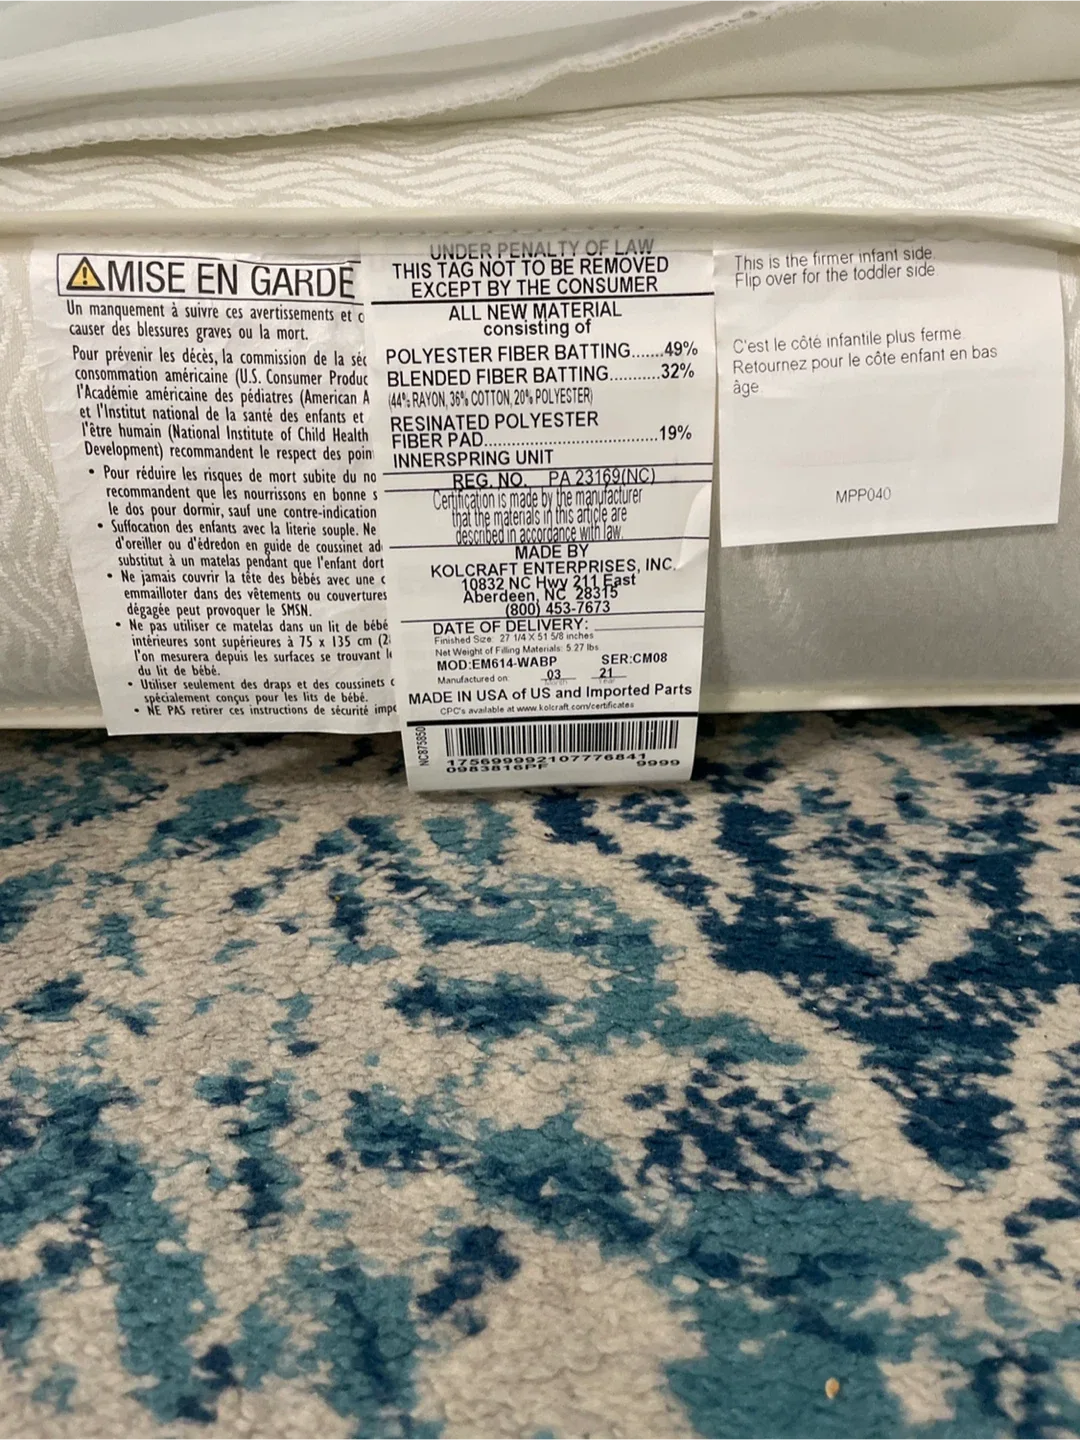 MISE EN GARDE
Un manquement à suivre ces avertissements et
causer des blessures graves ou la mort.
Pour prévenir les décès, la commission de la
consommation américaine (U.S. Consumer
l'Académie américaine des pédiatres (American
et l'Institut national de la santé des enfants et
l'être humain (National Institute of Child Health
Development) recommandent le respect des
• Pour réduire les risques de mort subite du
recommandent que les nourrissons en bonne
le dos pour dormir, sauf une contre-indication
• Suffocation des enfants avec la literie souple. Ne
d'oreiller ou d'édredon en guide de coussinet
substitut à un matelas pendant que l'enfant dort
• Ne jamais couvrir la tête des bébés avec une
emmailloter dans des vêtements ou couvertures
dégagée peut provoquer le SMSN.
• Ne pas utiliser ce matelas dans un lit de bébé
intérieures sont supérieures à 75 x 135 cm
l'on mesurera depuis les surfaces se trouvant
du lit de bébé.
• Utiliser seulement des draps et des coussinets
spécialement conçus pour les lits de bébé.
• NE PAS retirer ces instructions de sécurité
UNDER PENALTY OF LAW
THIS TAG NOT TO BE REMOVED
EXCEPT BY THE CONSUMER
ALL NEW MATERIAL
consisting of
POLYESTER FIBER BATTING.......49%
BLENDED FIBER BATTING...........32%
(44% RAYON, 36% COTTON, 20% POLYESTER)
RESINATED POLYESTER
FIBER PAD......................................19%
INNERSPRING UNIT
REG. NO. PA 23169(NC)
Certification is made by the manufacturer
that the materials in this article are
described in accordance with law.
MADE BY
KOLCRAFT ENTERPRISES, INC.
10832 NC Hwy 211 East
Aberdeen, NC 28315
(800) 453-7673
DATE OF DELIVERY:
Finished Size: 27 1/4 X 51 5/8 inches
Net Weight of Filling Materials: 5.27 lbs
MOD:EM614-WABP SER:CM08
Manufactured on: 03 21
Month Year
MADE IN USA of US and Imported Parts
CPC's available at www.kolcraft.com/certificates
NC875850
1756999921077768 41
0983816PF 9999
This is the firmer infant side.
Flip over for the toddler side
C'est le côté infantile plus ferme
Retournez pour le côte enfant en bas
âge
MPP040